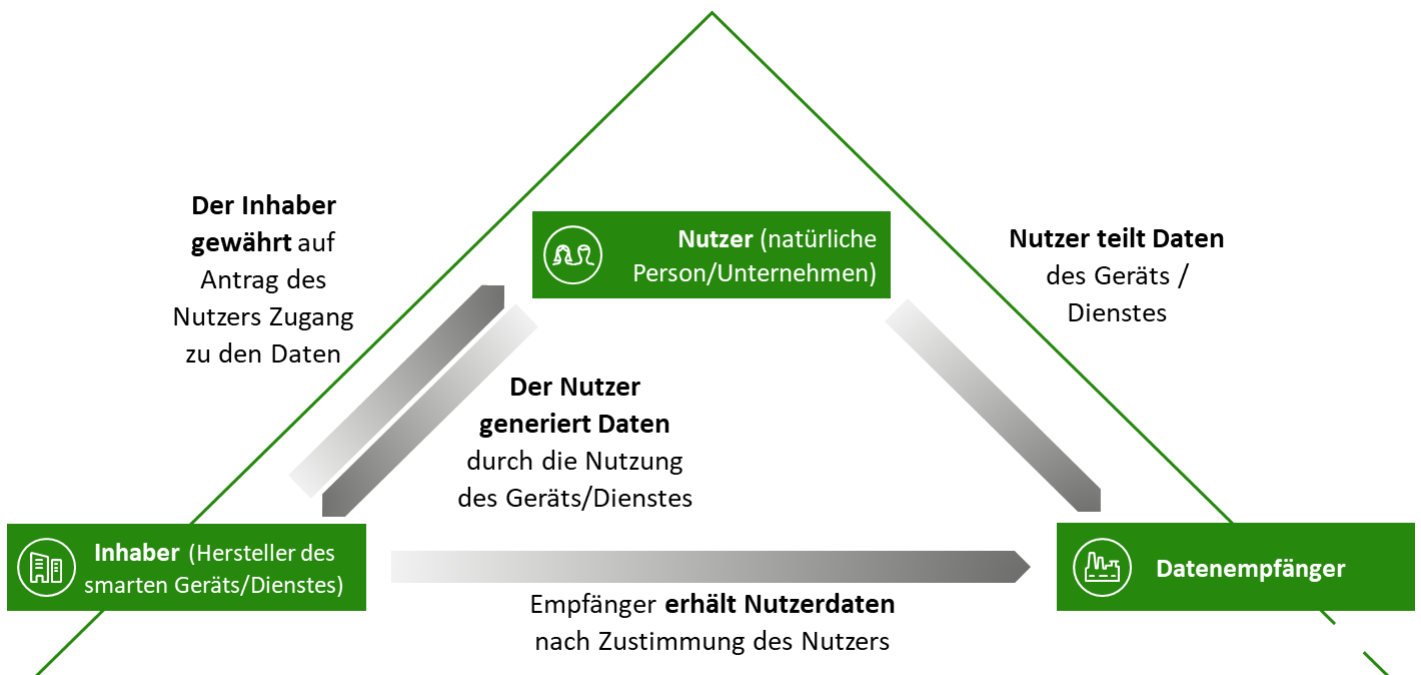 Der Inhaber
gewährt auf
Antrag des
Nutzers Zugang
zu den Daten
Nutzer (natürliche
Person/Unternehmen)
Nutzer teilt Daten
des Geräts /
Dienstes
Der Nutzer
generiert Daten
durch die Nutzung
des Geräts/Dienstes
Inhaber (Hersteller des
smarten Geräts/Dienstes)
Empfänger erhält Nutzerdaten
nach Zustimmung des Nutzers
Datenempfänger